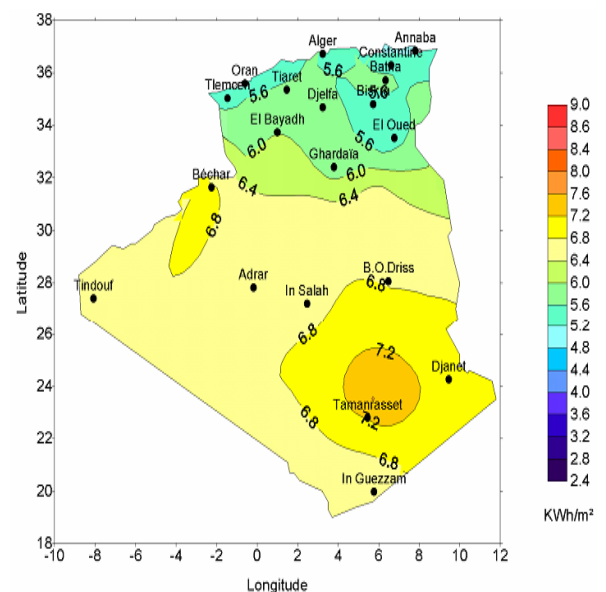 38
36
34
32
30
28
26
24
22
20
18
Latitude
-10 -8 -6 -4 -2 0 2 4 6 8 10 12
Longitude
Alger
Annaba
Constantine
Oran
Tiaret
5.6
Batna
Tlemcen
5.6
Djelfa
Biskra
5.6
El Bayadh
El Oued
5.6
6.0
Ghardaïa
6.0
Béchar
6.4
6.4
6.8
Tindouf
Adrar
In Salah
B.O.Driss
6.8
6.8
7.2
Djanet
Tamanrasset
7.2
6.8
6.8
In Guezzam
9.0
8.6
8.4
8.0
7.6
7.2
6.8
6.4
6.0
5.6
5.2
4.8
4.4
4.0
3.6
3.2
2.8
2.4
KWh/m²